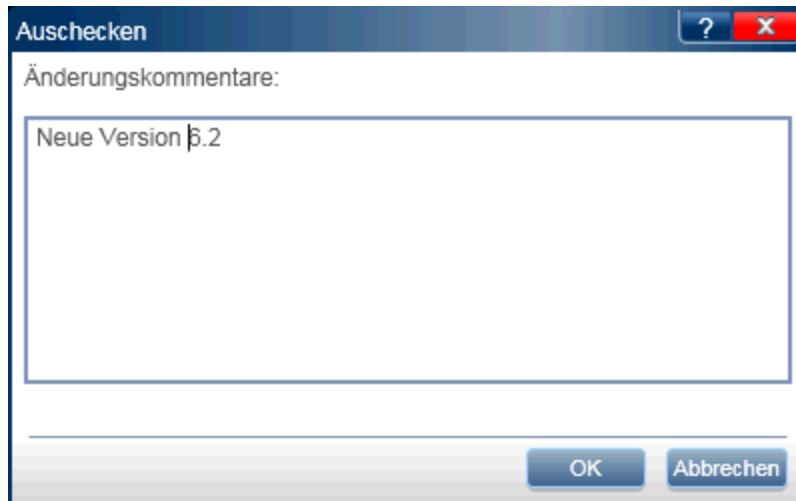 Auschecken
?
X
Änderungskommentare:
Neue Version 6.2
OK
Abbrechen